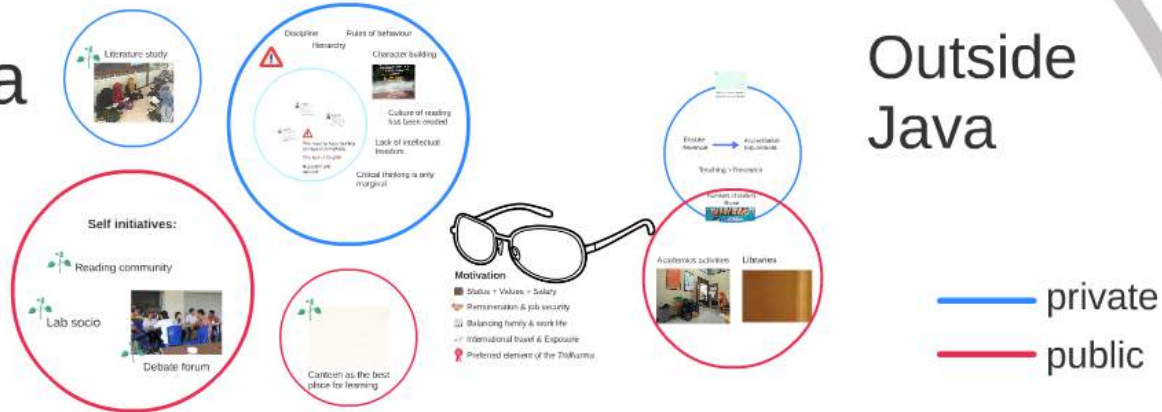 a
Literature study
Discipline
Rules of behaviour
Hierarchy
Character building
Culture of reading
has been eroded
Lack of intellectual
freedom
Critical thinking is only
marginal
Self initiatives:
Reading community
Lab socio
Debate forum
Canteen as the best
place for learning
Motivation
Status + Values > Salary
Remuneration & job security
Balancing family & work life
International travel & Exposure
Preferred element of the Tridharma
Ensure
Accreditation
Teaching > Research
Academics activities
Libraries
Outside
Java
private
public